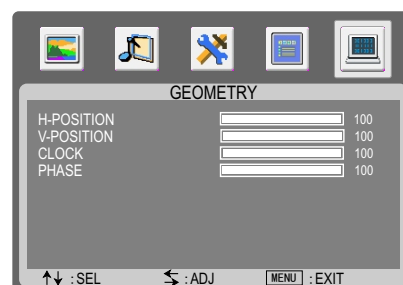 GEOMETRY
H-POSITION 100
V-POSITION 100
CLOCK 100
PHASE 100
:SEL :ADJ MENU :EXIT